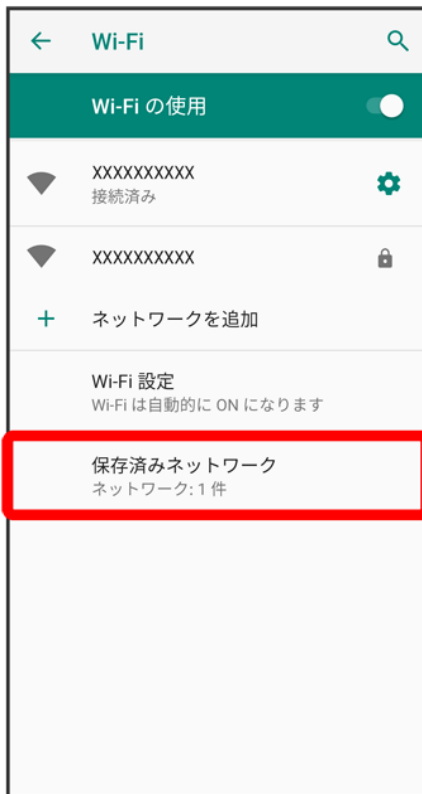 Wi-Fi
Wi-Fi の使用
XXXXXXXXXX
接続済み
XXXXXXXXXX
ネットワークを追加
Wi-Fi 設定
Wi-Fi は自動的に ON になります
保存済みネットワーク
ネットワーク: 1 件